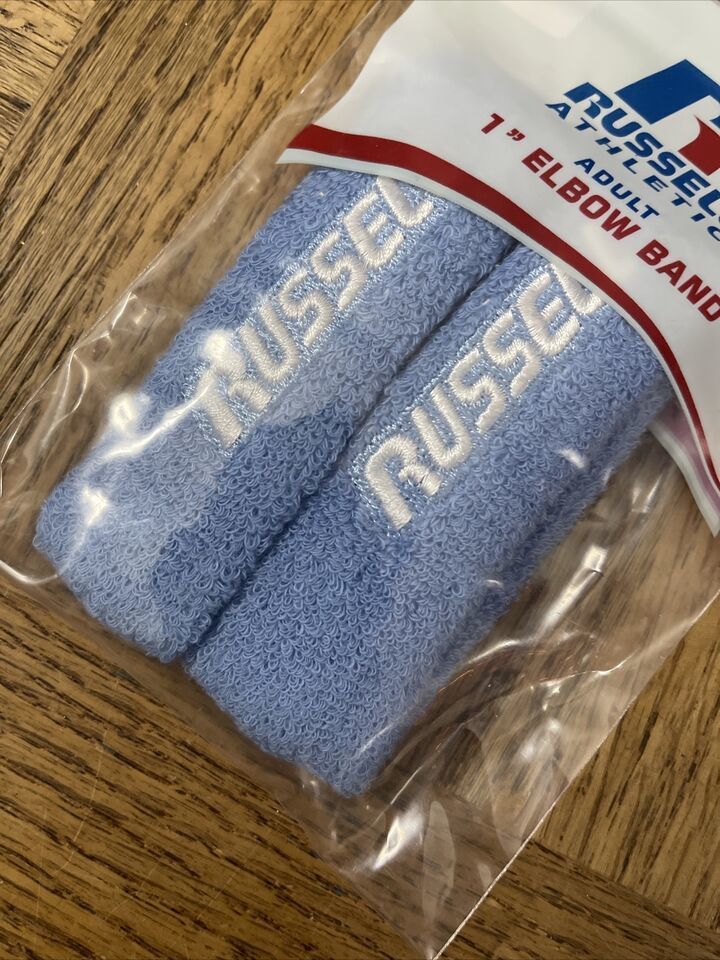 RUSSEL
ATHLETIC
ADULT
1" ELBOW BAND
RUSSEL
RUSSEL